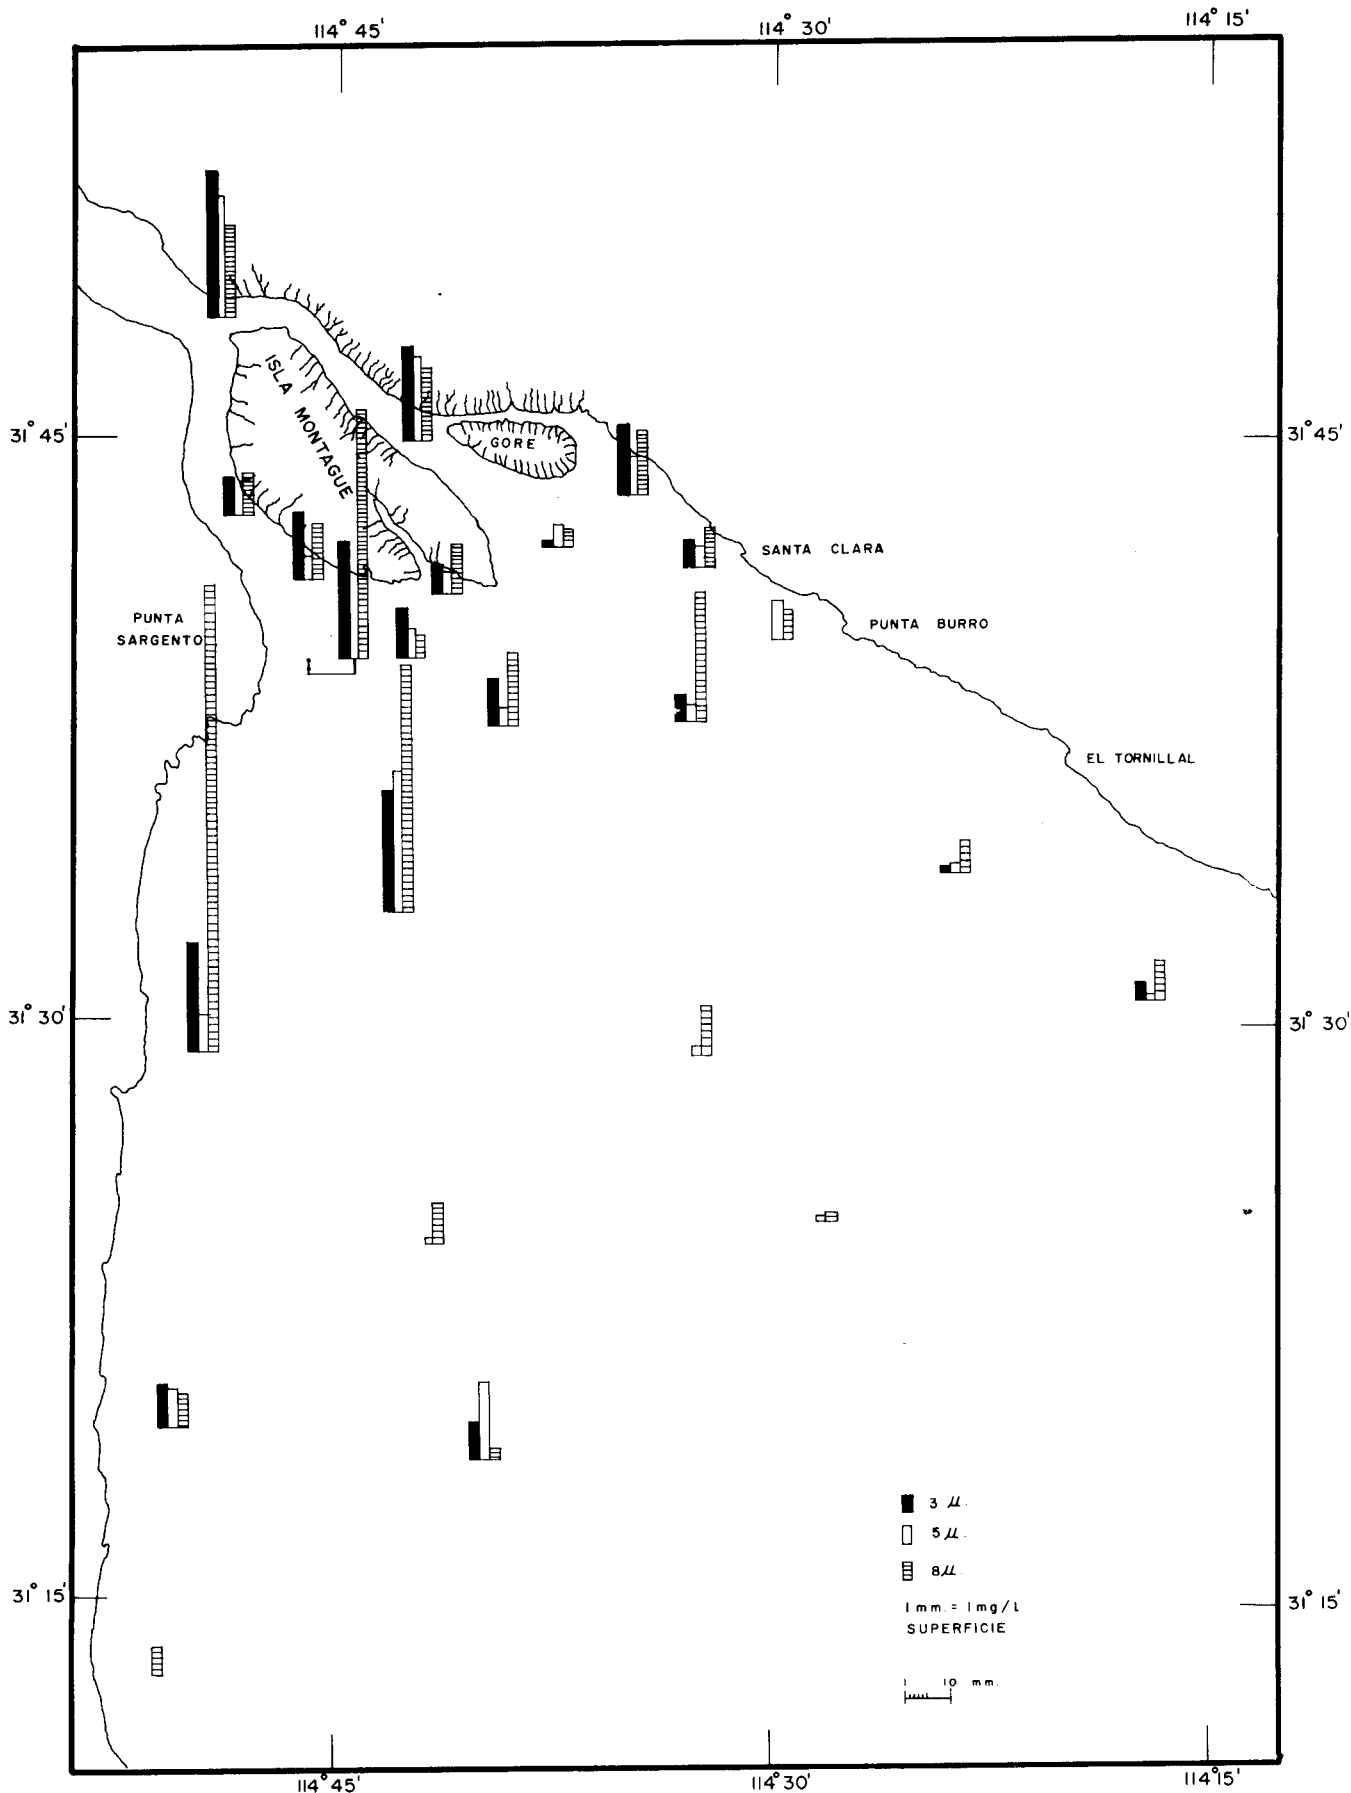 114° 45'
114° 30'
114° 15'
ISLA MONTAGUE
31° 45'
GORE
31° 45'
SANTA CLARA
PUNTA
SARGENTO
PUNTA BURRO
EL TORNILLAL
31° 30'
31° 30'
3 μ.
5 μ.
8 μ.
31° 15'
1 mm. = 1mg/l
31° 15'
SUPERFICIE
1 10 mm.
114° 45'
114° 30'
114° 15'